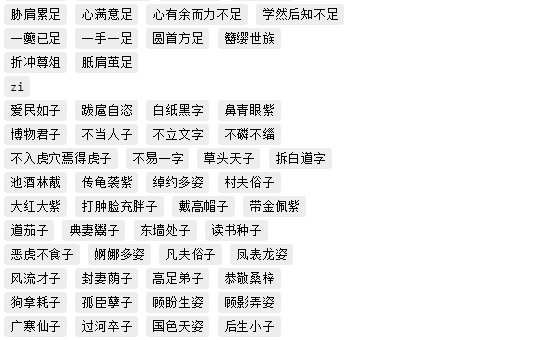 胁肩累足 心满意足 心有余而力不足 学然后知不足
一夔已足 一手一足 圆首方足 簪缨世族
折冲尊俎 胝肩茧足
zi
爱民如子 跋扈自恣 白纸黑字 鼻青眼紫
博物君子 不当人子 不立文字 不磷不缁
不入虎穴焉得虎子 不易一字 草头天子 拆白道字
池酒林胾 传龟袭紫 绰约多姿 村夫俗子
大红大紫 打肿脸充胖子 戴高帽子 带金佩紫
道茄子 典妻鬻子 东墙处子 读书种子
恶虎不食子 婀娜多姿 凡夫俗子 凤表龙姿
风流才子 封妻荫子 高足弟子 恭敬桑梓
狗拿耗子 孤臣孽子 顾盼生姿 顾影弄姿
广寒仙子 过河卒子 国色天姿 后生小子